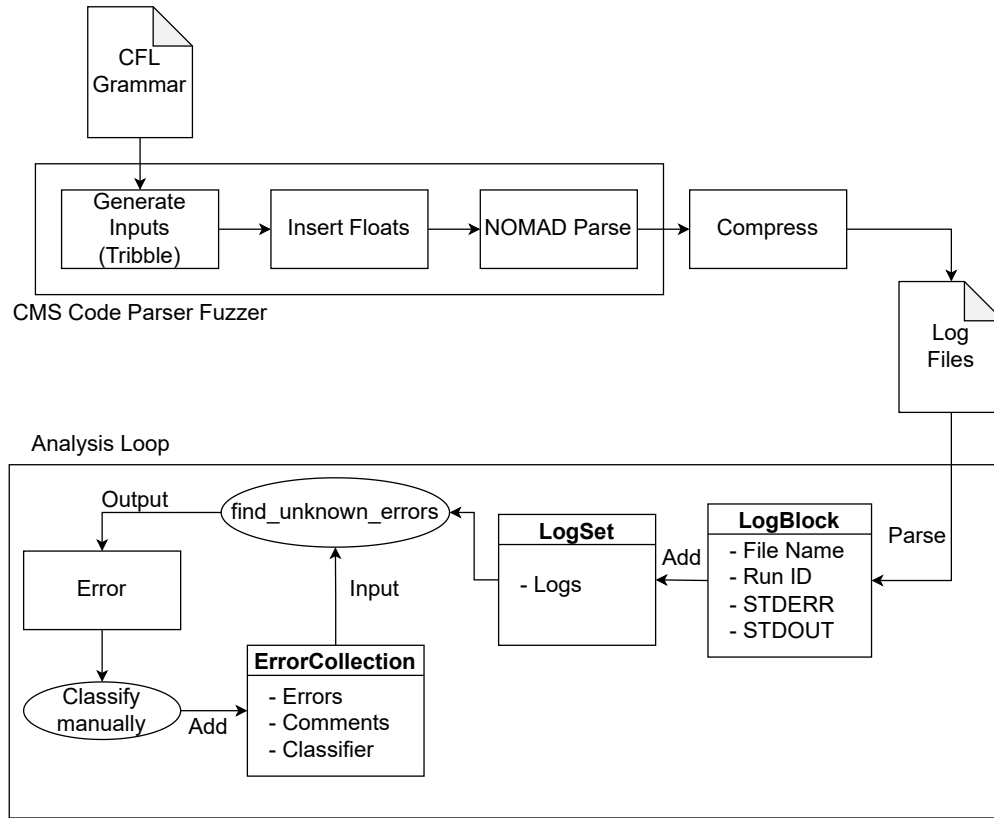 CFL
Grammar
Generate
Inputs
(Tribble)
Insert Floats
NOMAD Parse
Compress
CMS Code Parser Fuzzer
Log
Files
Analysis Loop
Output
find_unknown_errors
LogSet
- Logs
LogBlock
- File Name
- Run ID
- STDERR
- STDOUT
Parse
Add
Error
Input
ErrorCollection
- Errors
- Comments
- Classifier
Classify
manually
Add